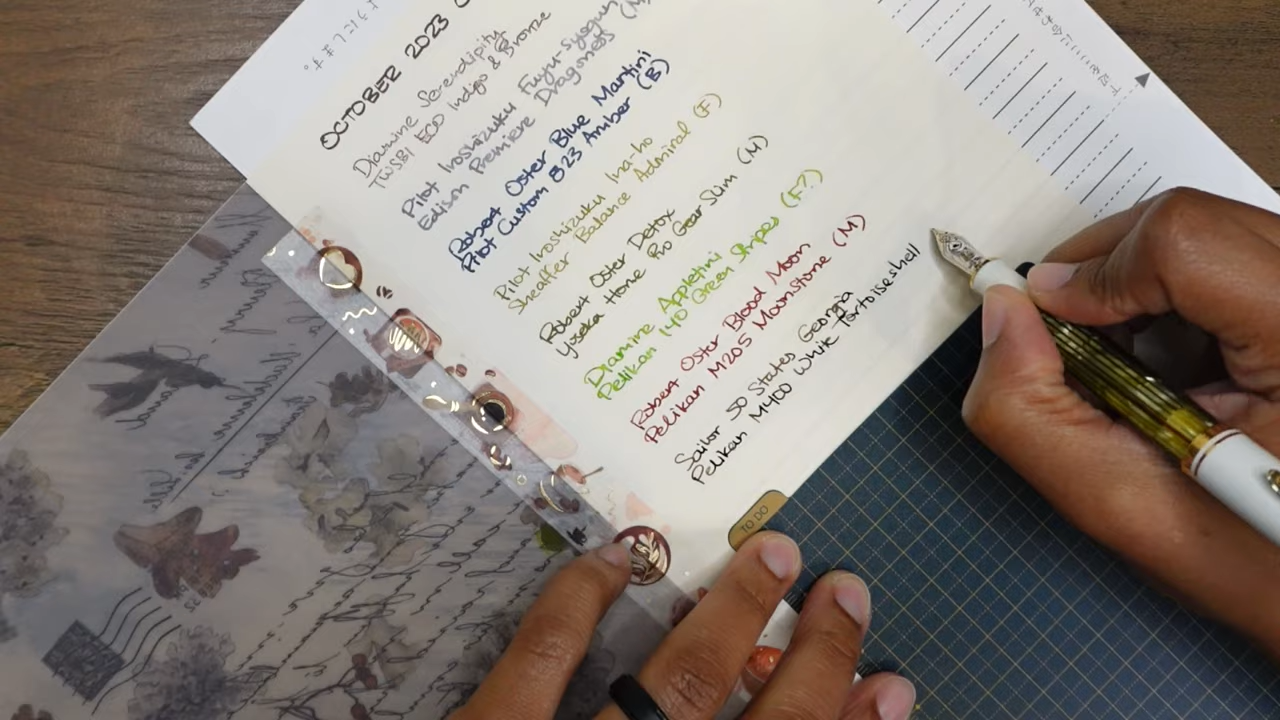 OCTOBER 2023
Diamine Serendipity
TWSBI ECO Indigo & Bronze
Pilot Iroshizuku Fuyu-syogun
Edison Premiere Dragoness (M)
Robert Oster Blue Martini
Pilot Custom 823 Amber (B)
Pilot Iroshizuku Ina-ho
Sheaffer Balance Admiral (F)
Robert Oster Detox
Yoseka Home Pro Gear Slim (M)
Diamine Appletini
Pelikan 140 Green Stripes (F?)
Robert Oster Blood Moon
Pelikan M205 Moonstone (M)
Sailor 50 States Georgia
Pelikan M400 White Tortoiseshell
TO DO